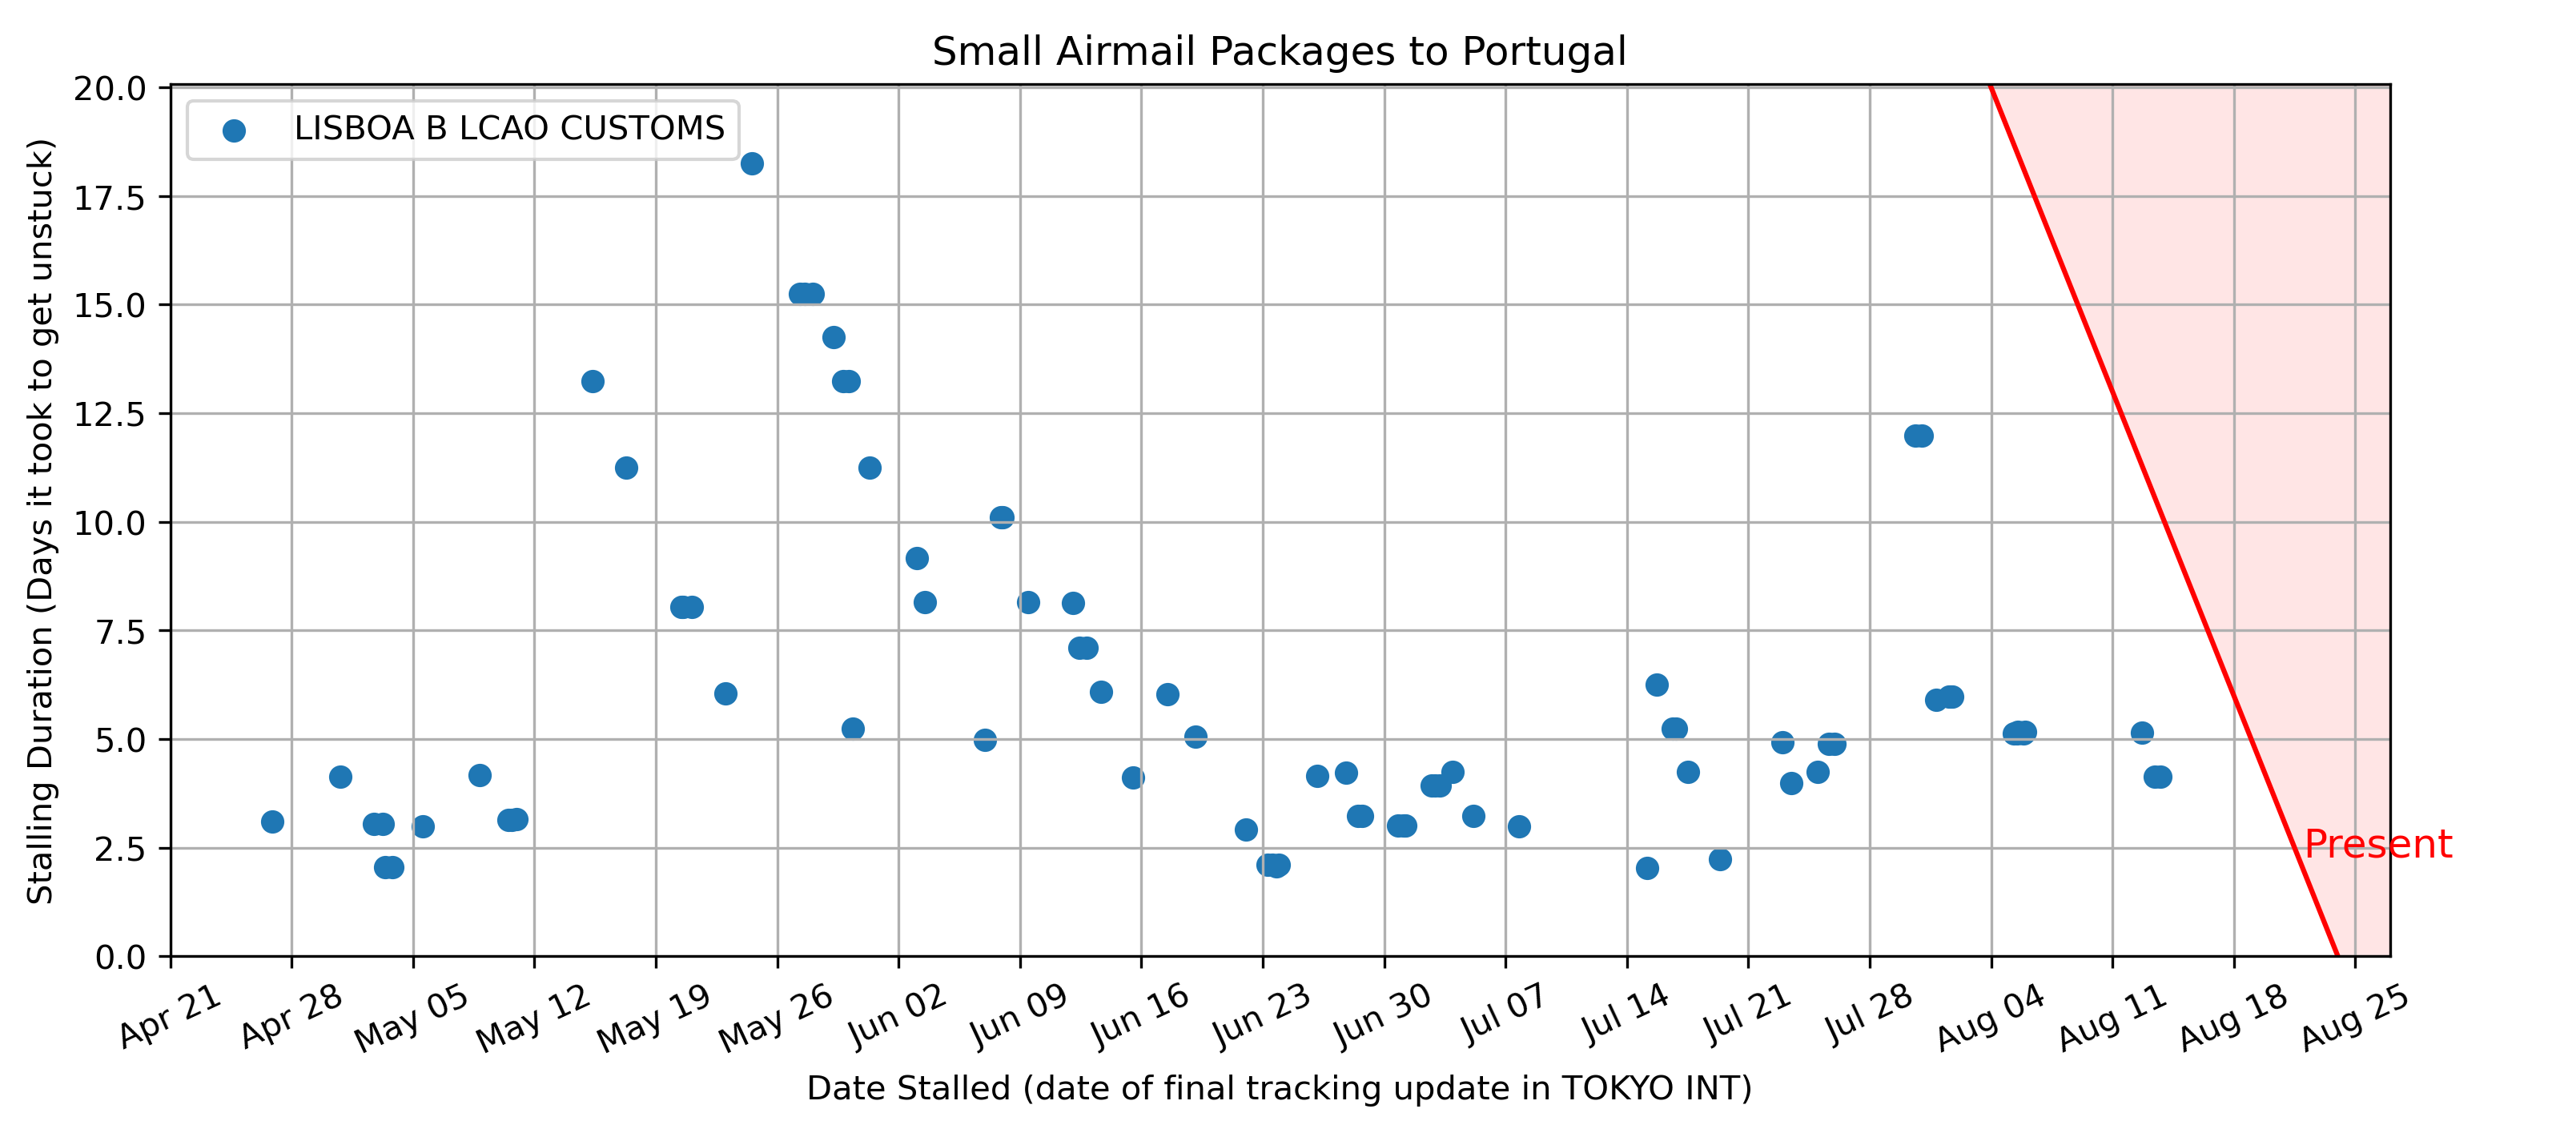 Small Airmail Packages to Portugal
LISBOA B LCAO CUSTOMS
Stalling Duration (Days it took to get unstuck)
20.0
17.5
15.0
12.5
10.0
7.5
5.0
2.5
0.0
Present
Apr 21
Apr 28
May 05
May 12
May 19
May 26
Jun 02
Jun 09
Jun 16
Jun 23
Jun 30
Jul 07
Jul 14
Jul 21
Jul 28
Aug 04
Aug 11
Aug 18
Aug 25
Date Stalled (date of final tracking update in TOKYO INT)